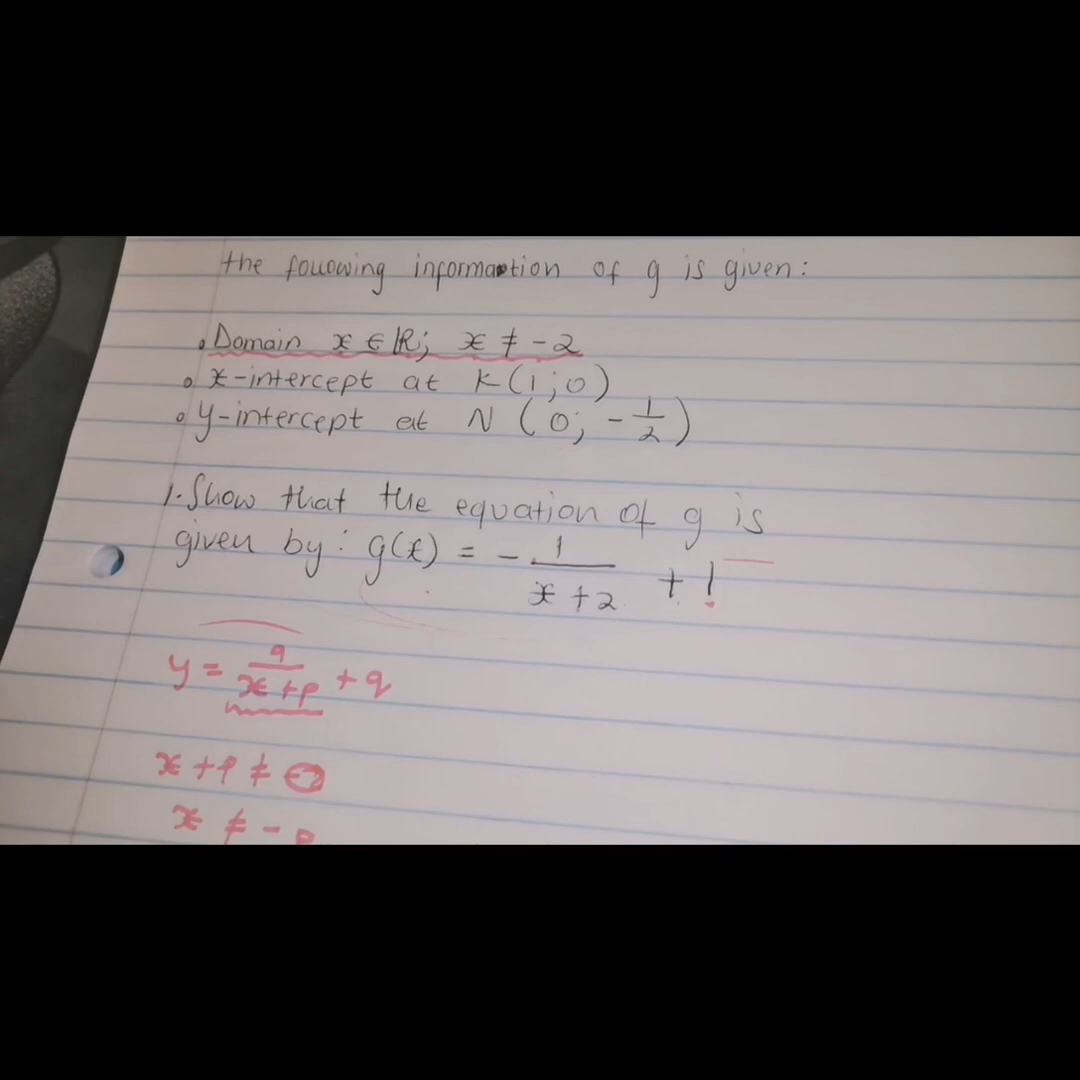 the following information of g is given:
• Domain x ∈ ℝ; x ≠ -2
• x-intercept at K(1;0)
• y-intercept at N (0; -1/2)
1. Show that the equation of g is
given by: g(x) = - 1/(x+2) + 1
y = a/(x+p) + q
x + p ≠ 0
x ≠ -p